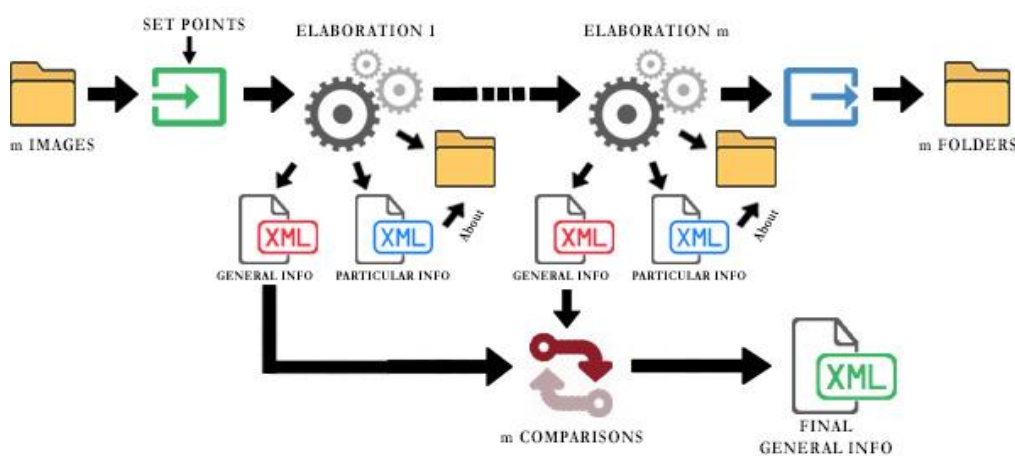 SET POINTS
ELABORATION 1
ELABORATION m
m IMAGES
m FOLDERS
XML
XML
About
XML
XML
About
GENERAL INFO
PARTICULAR INFO
GENERAL INFO
PARTICULAR INFO
XML
m COMPARISONS
FINAL
GENERAL INFO